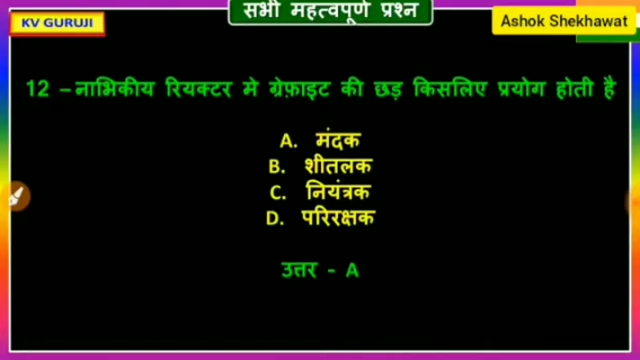 सभी महत्वपूर्ण प्रश्न
KV GURUJI
Ashok Shekhawat
12 – नाभिकीय रियक्टर मे ग्रेफ़ाइट की छड़ किसलिए प्रयोग होती है
A. मंदक
B. शीतलक
C. नियंत्रक
D. परिरक्षक
उत्तर - A